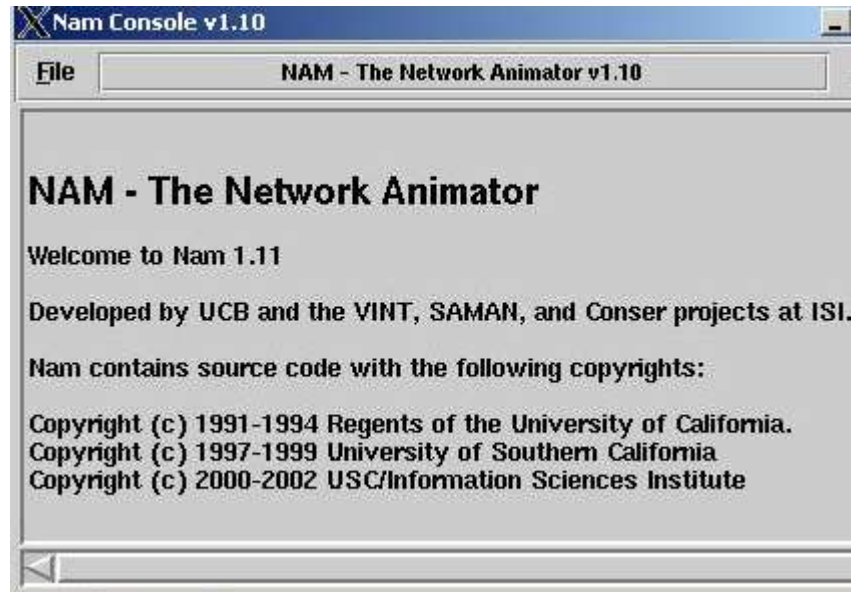 Nam Console v1.10
File
NAM - The Network Animator v1.10
NAM - The Network Animator
Welcome to Nam 1.11
Developed by UCB and the VINT, SAMAN, and Conser projects at ISI.
Nam contains source code with the following copyrights:
Copyright (c) 1991-1994 Regents of the University of California.
Copyright (c) 1997-1999 University of Southern California
Copyright (c) 2000-2002 USC/Information Sciences Institute